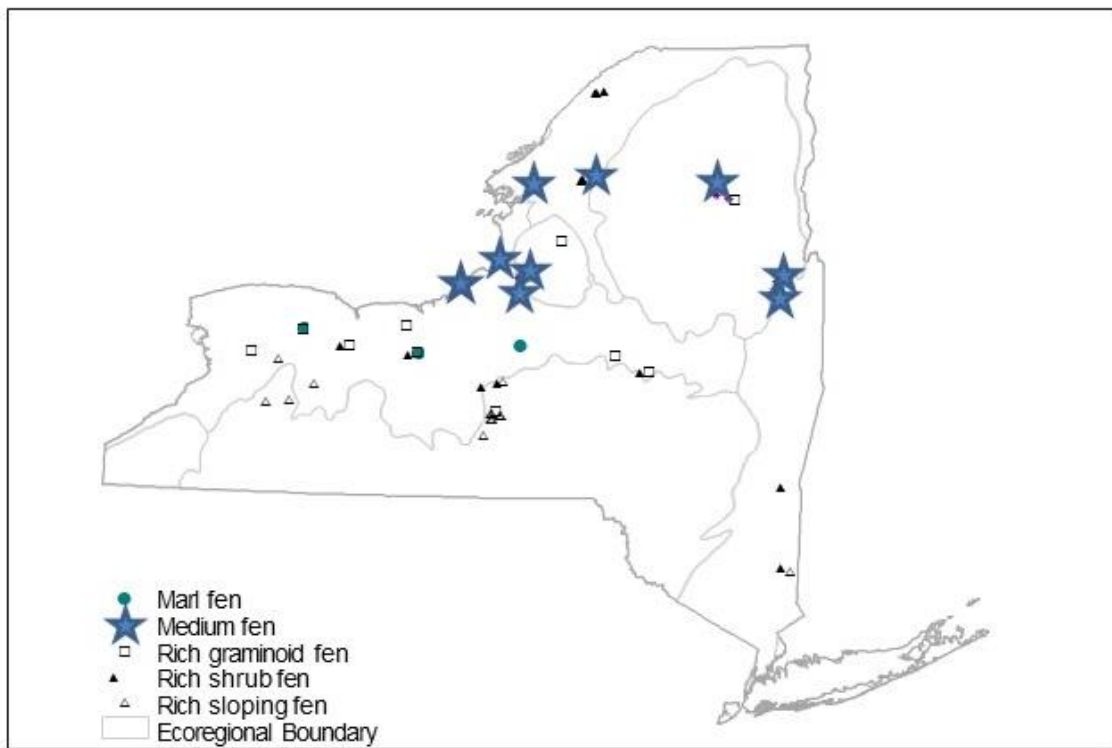 Marl fen
Medium fen
Rich graminoid fen
Rich shrub fen
Rich sloping fen
Ecoregional Boundary